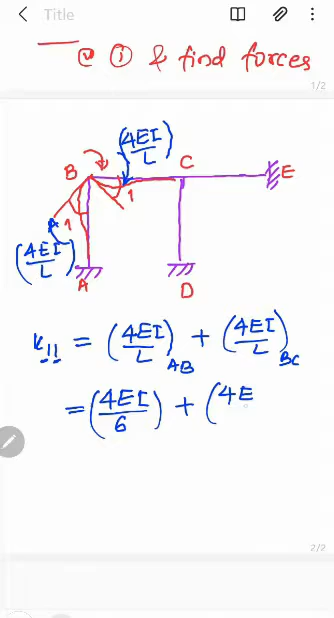 Title
@ ① & find forces
1/2
(4EI/L)
B
C
E
1
1
(4EI/L)
A
D
k₁₁ = (4EI/L)AB + (4EI/L)BC
= (4EI/6) + (4E
2/2